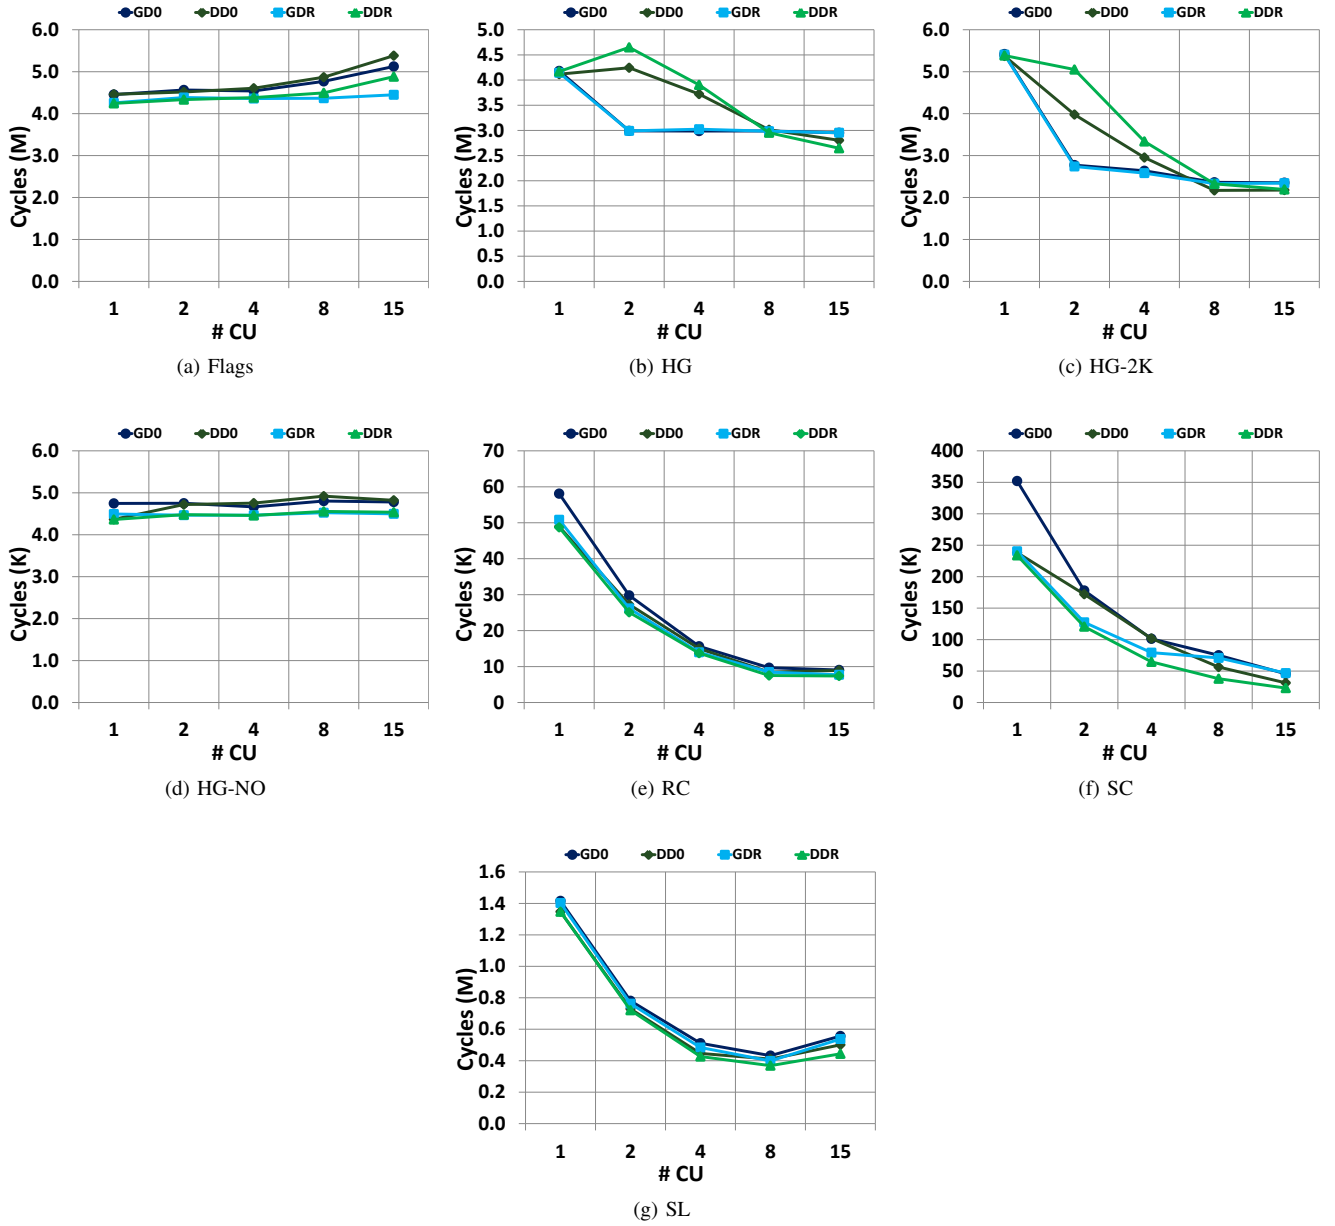 GD0 DD0 GDR DDR
6.0
5.0
4.0
3.0
2.0
1.0
0.0
Cycles (M)
1 2 4 8 15
# CU
(a) Flags
GD0 DD0 GDR DDR
5.0
4.5
4.0
3.5
3.0
2.5
2.0
1.5
1.0
0.5
0.0
Cycles (M)
1 2 4 8 15
# CU
(b) HG
GD0 DD0 GDR DDR
6.0
5.0
4.0
3.0
2.0
1.0
0.0
Cycles (M)
1 2 4 8 15
# CU
(c) HG-2K
GD0 DD0 GDR DDR
6.0
5.0
4.0
3.0
2.0
1.0
0.0
Cycles (K)
1 2 4 8 15
# CU
(d) HG-NO
GD0 DD0 GDR DDR
70
60
50
40
30
20
10
0
Cycles (K)
1 2 4 8 15
# CU
(e) RC
GD0 DD0 GDR DDR
400
350
300
250
200
150
100
50
0
Cycles (K)
1 2 4 8 15
# CU
(f) SC
GD0 DD0 GDR DDR
1.6
1.4
1.2
1.0
0.8
0.6
0.4
0.2
0.0
Cycles (M)
1 2 4 8 15
# CU
(g) SL